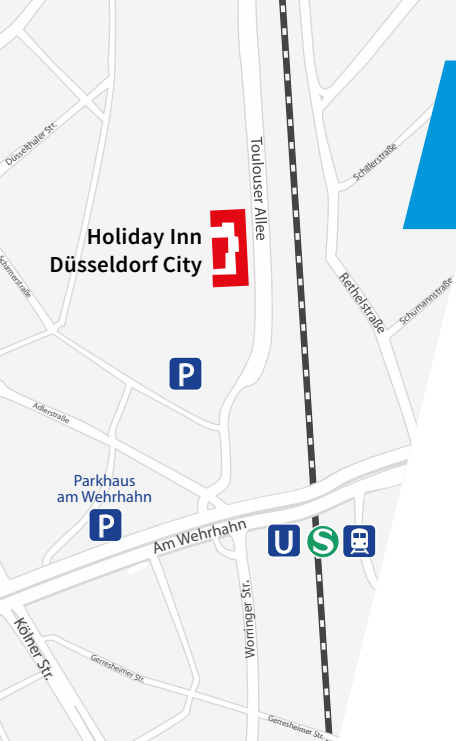 Düsselthaler Str.
Toulouser Allee
Schillerstraße
Holiday Inn
Düsseldorf City
Schirmerstraße
Rethelstraße
Schumannstraße
P
Adlerstraße
Parkhaus
am Wehrhahn
P
Am Wehrhahn
U
S
Kölner Str.
Worringer Str.
Gerresheimer Str.
Gerresheimer Str.